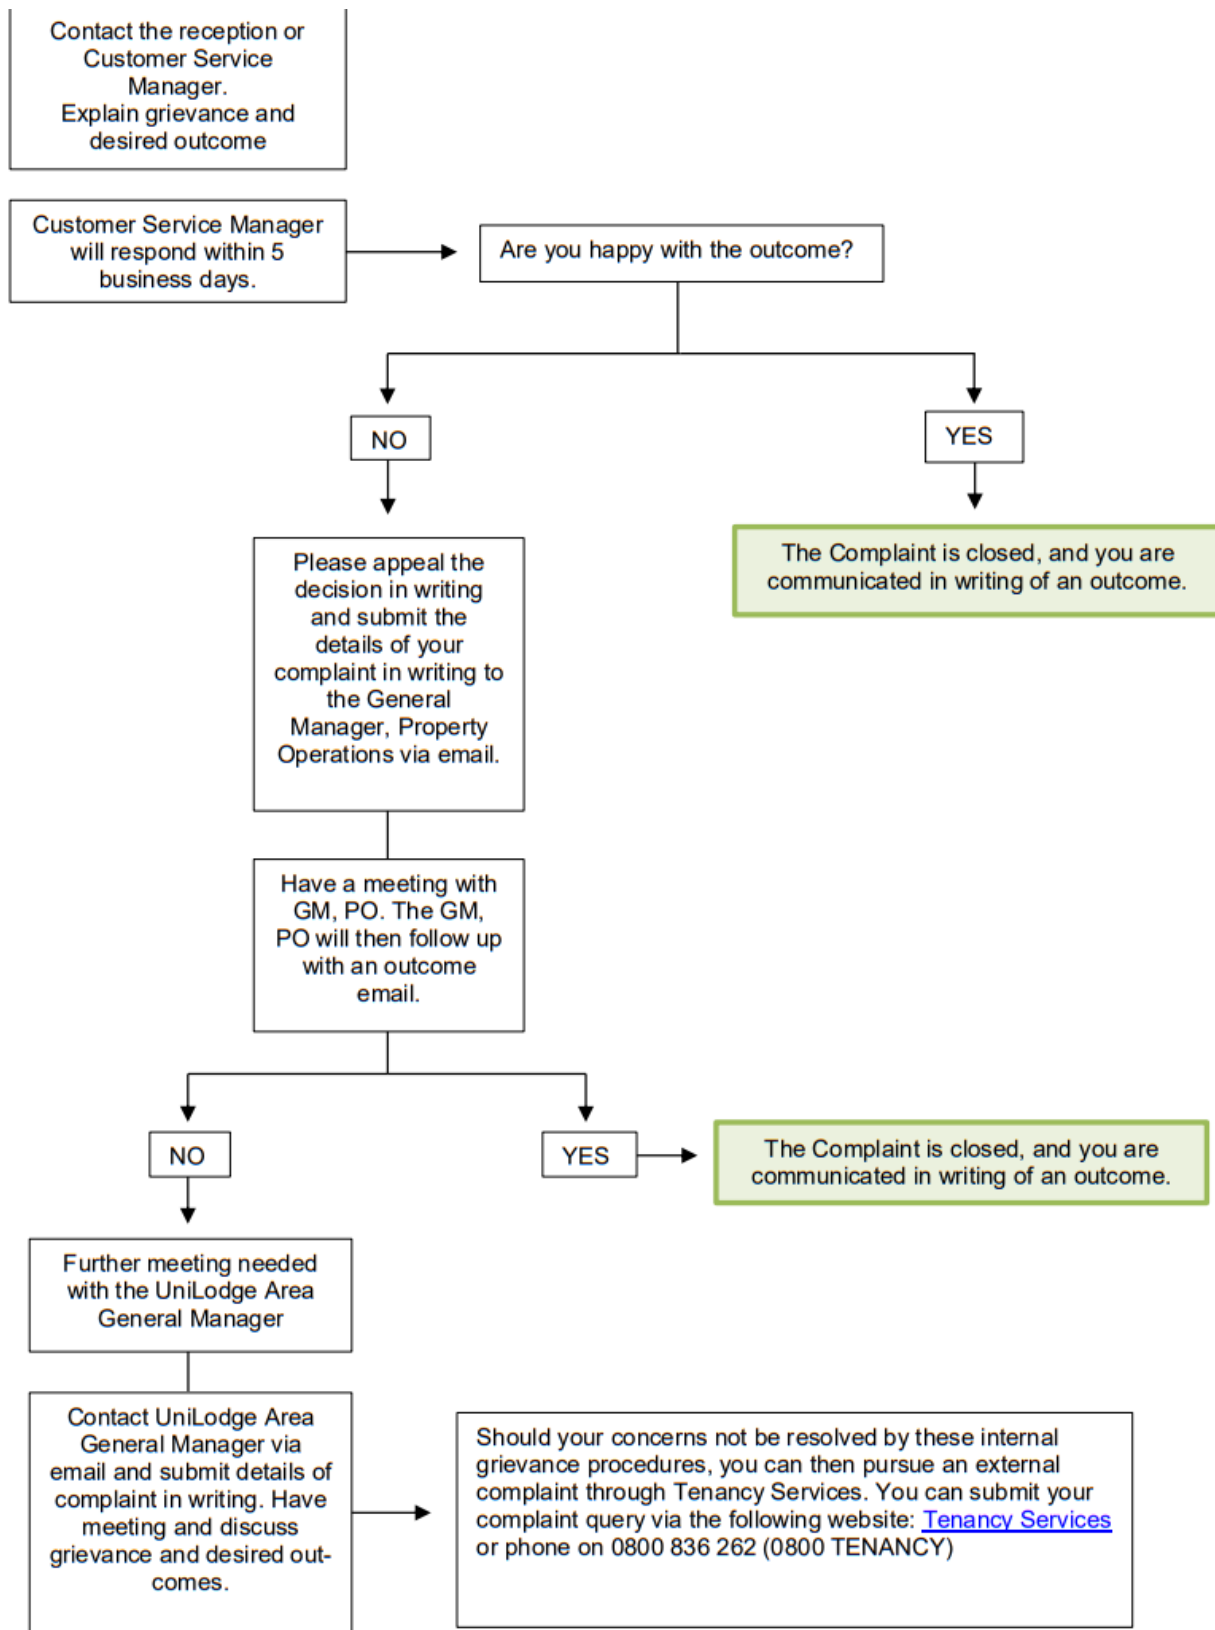 Contact the reception or
Customer Service
Manager.
Explain grievance and
desired outcome
Customer Service Manager
will respond within 5
business days.
Are you happy with the outcome?
NO
YES
Please appeal the
decision in writing
and submit the
details of your
complaint in writing to
the General
Manager, Property
Operations via email.
The Complaint is closed, and you are
communicated in writing of an outcome.
Have a meeting with
GM, PO. The GM,
PO will then follow up
with an outcome
email.
NO
YES
The Complaint is closed, and you are
communicated in writing of an outcome.
Further meeting needed
with the UniLodge Area
General Manager
Contact UniLodge Area
General Manager via
email and submit details of
complaint in writing. Have
meeting and discuss
grievance and desired out-
comes.
Should your concerns not be resolved by these internal
grievance procedures, you can then pursue an external
complaint through Tenancy Services. You can submit your
complaint query via the following website: Tenancy Services
or phone on 0800 836 262 (0800 TENANCY)